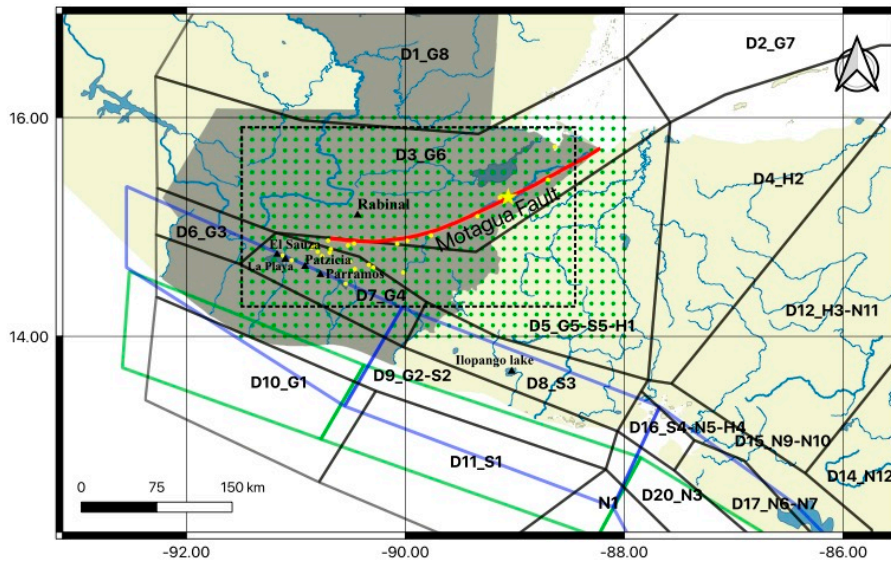 D1_G8
D2_G7
16.00
D3_G6
D4_H2
Rabinal
Motagua Fault
D6_G3
El Sauza
La Playa
Patzicia
Parramos
D7_G4
D12_H3-N11
D5_G5-S5-H1
14.00
Ilopango lake
D10_G1
D9_G2-S2
D8_S3
D16_S4-N5-H4
D15_N9-N10
D11_S1
D14_N12
0 75 150 km
N1
D20_N3
D17_N6-N7
-92.00 -90.00 -88.00 -86.00